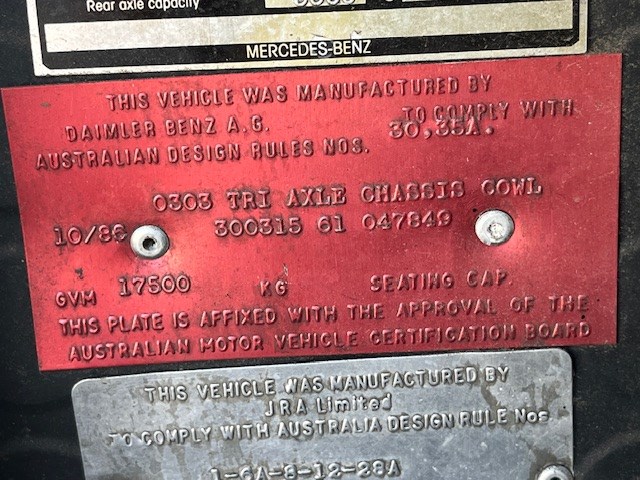 Rear axle capacity
MERCEDES-BENZ
THIS VEHICLE WAS MANUFACTURED BY
DAIMLER BENZ A.G. TO COMPLY WITH
AUSTRALIAN DESIGN RULES NOS. 30,35A.
0303 TRI AXLE CHASSIS COWL
10/86 300315 61 047849
GVM 17500 KG SEATING CAP.
THIS PLATE IS AFFIXED WITH THE APPROVAL OF THE
AUSTRALIAN MOTOR VEHICLE CERTIFICATION BOARD
THIS VEHICLE WAS MANUFACTURED BY
JRA Limited
TO COMPLY WITH AUSTRALIA DESIGN RULE Nos
1-6A-8-12-28A